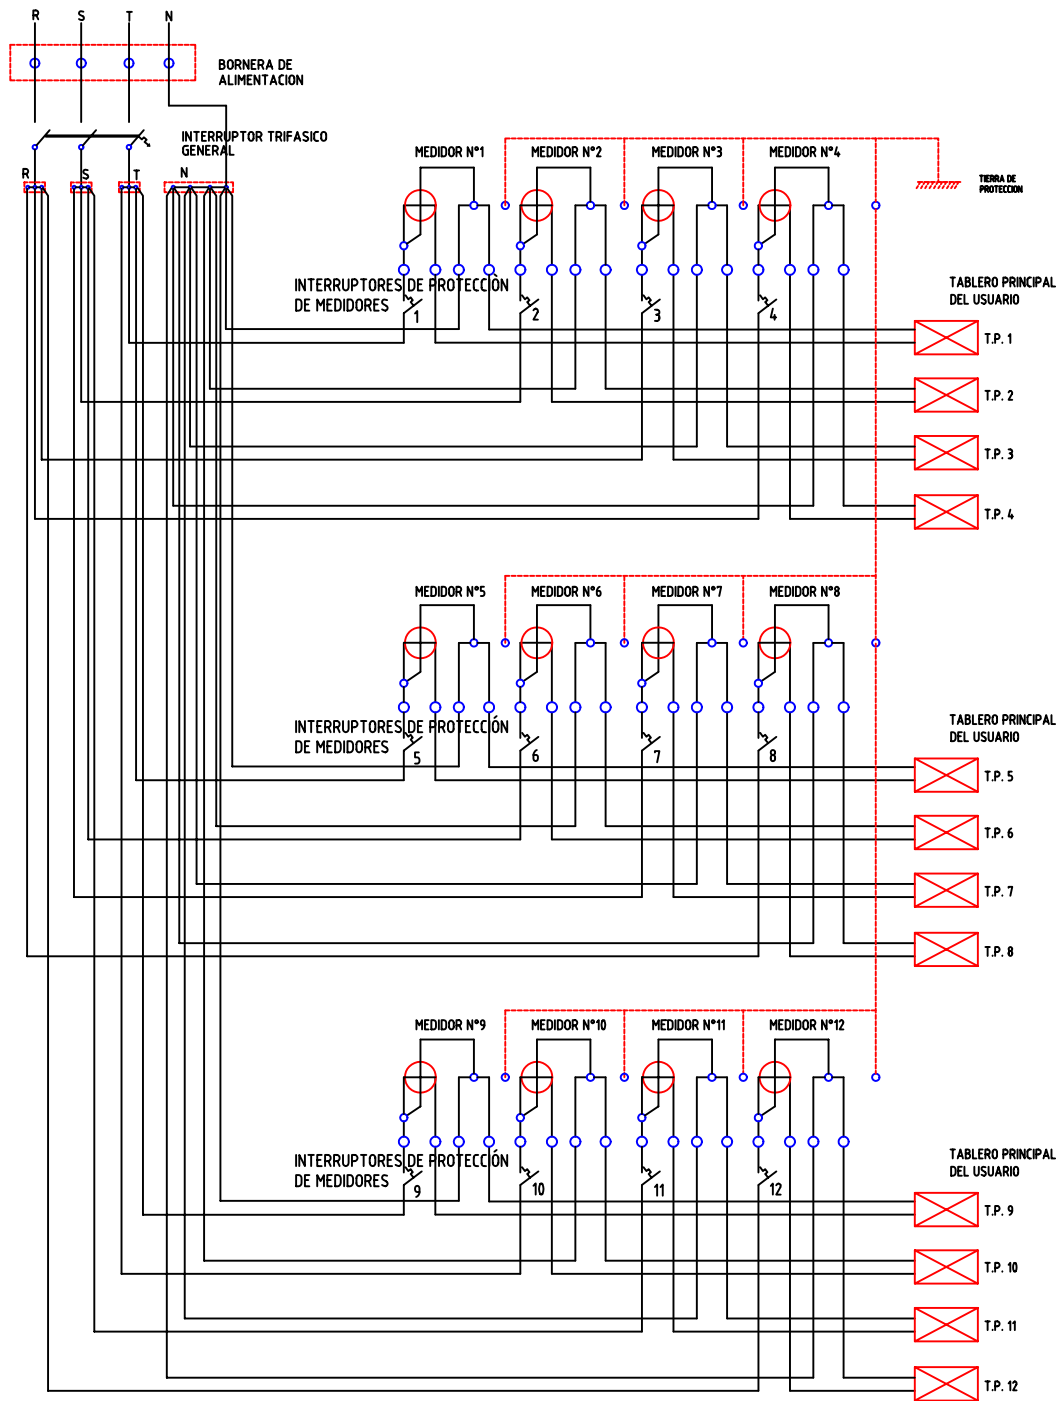 R S T N
BORNERA DE
ALIMENTACION
INTERRUPTOR TRIFASICO
GENERAL
R S T N
MEDIDOR N°1 MEDIDOR N°2 MEDIDOR N°3 MEDIDOR N°4
TIERRA DE
PROTECCION
INTERRUPTORES DE PROTECCIÓN
DE MEDIDORES
1 2 3 4
TABLERO PRINCIPAL
DEL USUARIO
T.P. 1
T.P. 2
T.P. 3
T.P. 4
MEDIDOR N°5 MEDIDOR N°6 MEDIDOR N°7 MEDIDOR N°8
INTERRUPTORES DE PROTECCIÓN
DE MEDIDORES
5 6 7 8
TABLERO PRINCIPAL
DEL USUARIO
T.P. 5
T.P. 6
T.P. 7
T.P. 8
MEDIDOR N°9 MEDIDOR N°10 MEDIDOR N°11 MEDIDOR N°12
INTERRUPTORES DE PROTECCIÓN
DE MEDIDORES
9 10 11 12
TABLERO PRINCIPAL
DEL USUARIO
T.P. 9
T.P. 10
T.P. 11
T.P. 12